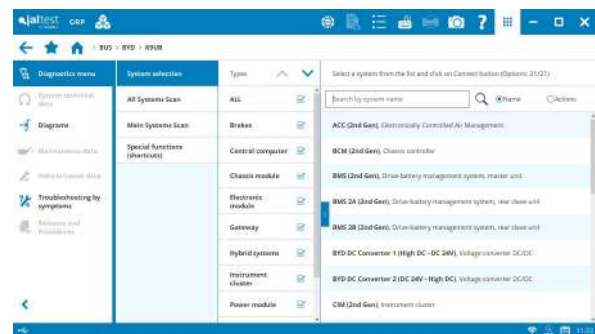 jaltest GRP
?
BUS > BYD > K9UB
Diagnostics menu
System technical data
Diagrams
Maintenance data
Troubleshooting by symptoms
System selection
All Systems Scan
Main Systems Scan
Special functions (shortcuts)
Types
ALL
Brakes
Central computer
Chassis module
Electronic module
Gateway
Hybrid systems
Instrument cluster
Power module
Select a system from the list and click on Connect button (Options: 21/21)
Search by system name
Name
Actions
ACC (2nd Gen), Electronically Controlled Air Management
BCM (2nd Gen), Chassis controller
BMS (2nd Gen), Drive-battery management system, master unit
BMS 2A (2nd Gen), Drive-battery management system, rear slave unit
BMS 2B (2nd Gen), Drive-battery management system, rear slave unit
BYD DC Converter 1 (High DC - DC 24V), Voltage converter DC/DC
BYD DC Converter 2 (DC 24V - High DC), Voltage converter DC/DC
CIM (2nd Gen), Instrument cluster